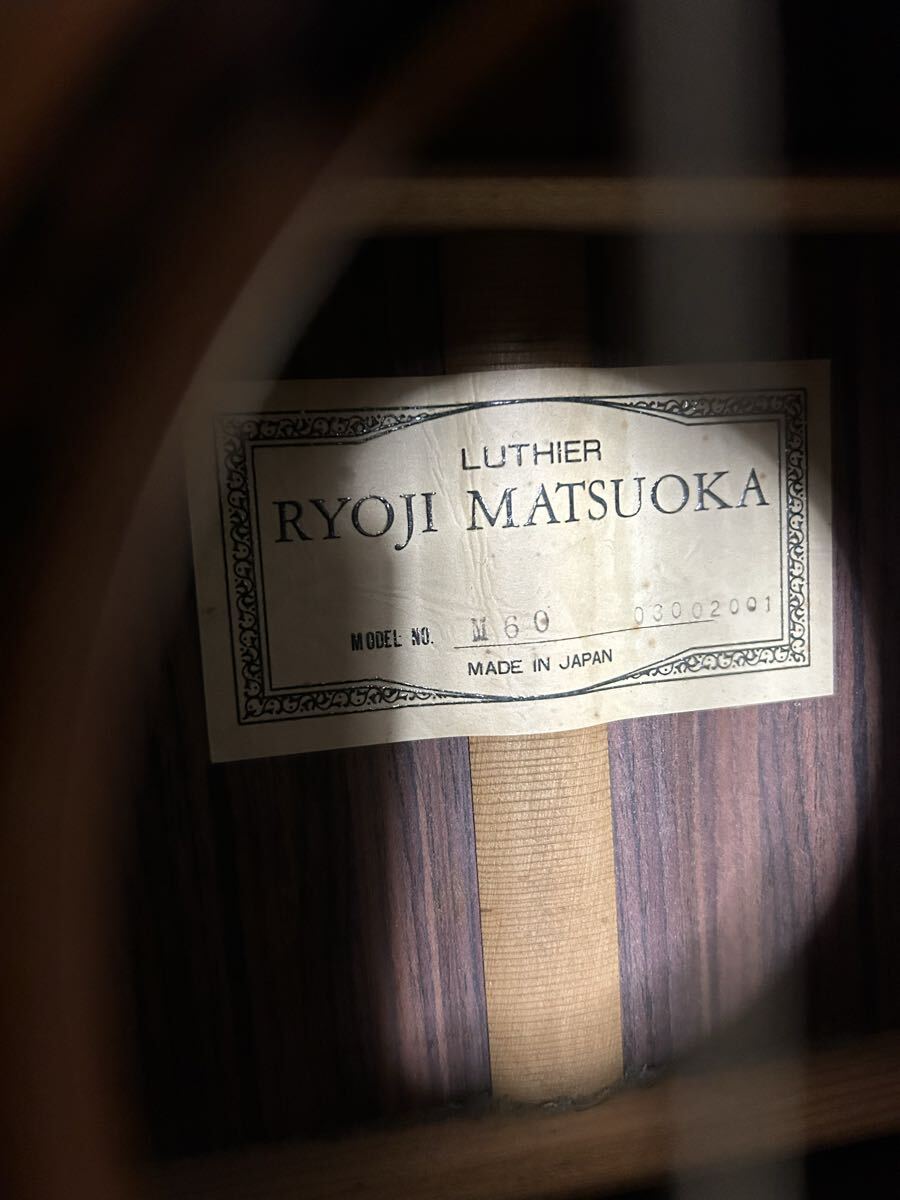 LUTHIER
RYOJI MATSUOKA
MODEL NO. M60 03002001
MADE IN JAPAN